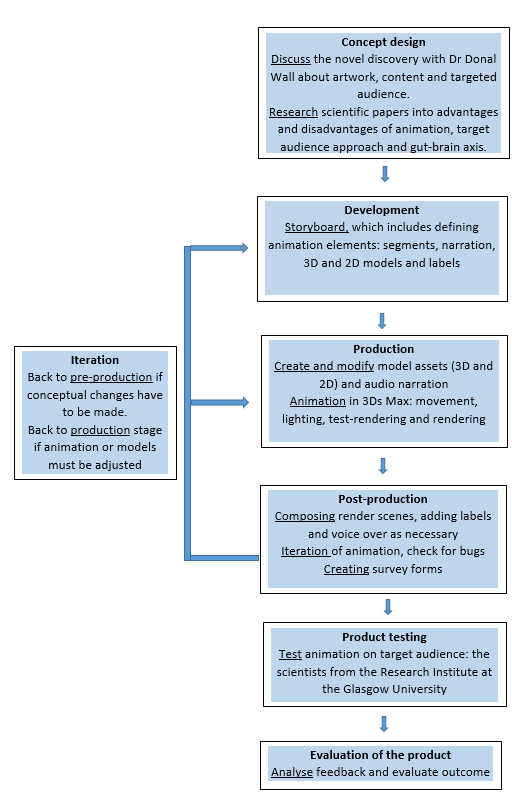 Concept design
Discuss the novel discovery with Dr Donal
Wall about artwork, content and targeted
audience.
Research scientific papers into advantages
and disadvantages of animation, target
audience approach and gut-brain axis.
Development
Storyboard, which includes defining
animation elements: segments, narration,
3D and 2D models and labels
Production
Create and modify model assets (3D and
2D) and audio narration
Animation in 3Ds Max: movement,
lighting, test-rendering and rendering
Iteration
Back to pre-production if
conceptual changes have
to be made.
Back to production stage
if animation or models
must be adjusted
Post-production
Composing render scenes, adding labels
and voice over as necessary
Iteration of animation, check for bugs
Creating survey forms
Product testing
Test animation on target audience: the
scientists from the Research Institute at
the Glasgow University
Evaluation of the product
Analyse feedback and evaluate outcome